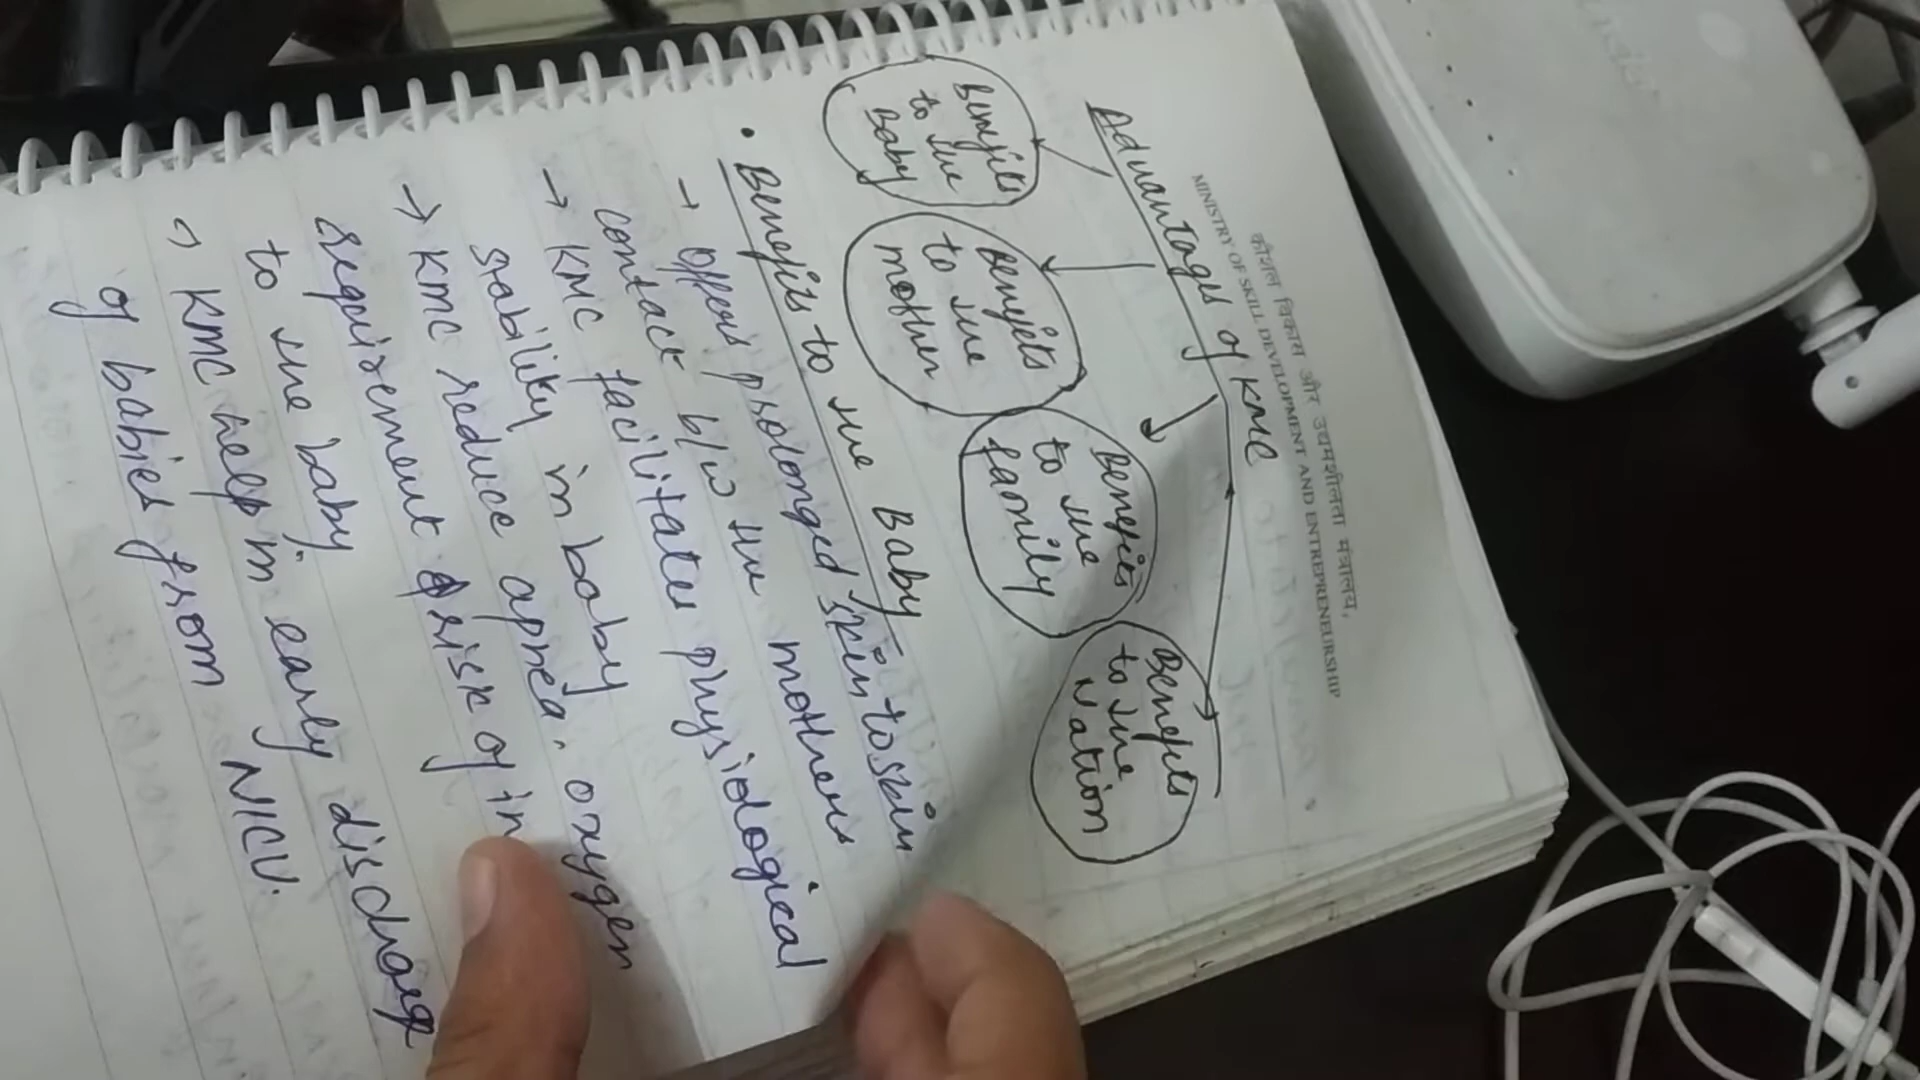 कौशल विकास और उद्यमशीलता मंत्रालय,
MINISTRY OF SKILL DEVELOPMENT AND ENTREPRENEURSHIP
Advantages of KMC
Benefits
to the
Baby
Benefits
to the
mother
Benefits
to the
family
Benefits
to the
Nation
• Benefits to the Baby
→ Offers prolonged skin to skin
contact b/w the mothers
→ KMC facilitates physiological
stability in baby
→ KMC reduce apnea, oxygen
requirement & risk of in
to the baby
→ KMC help in early discharge
of babies from NICU.